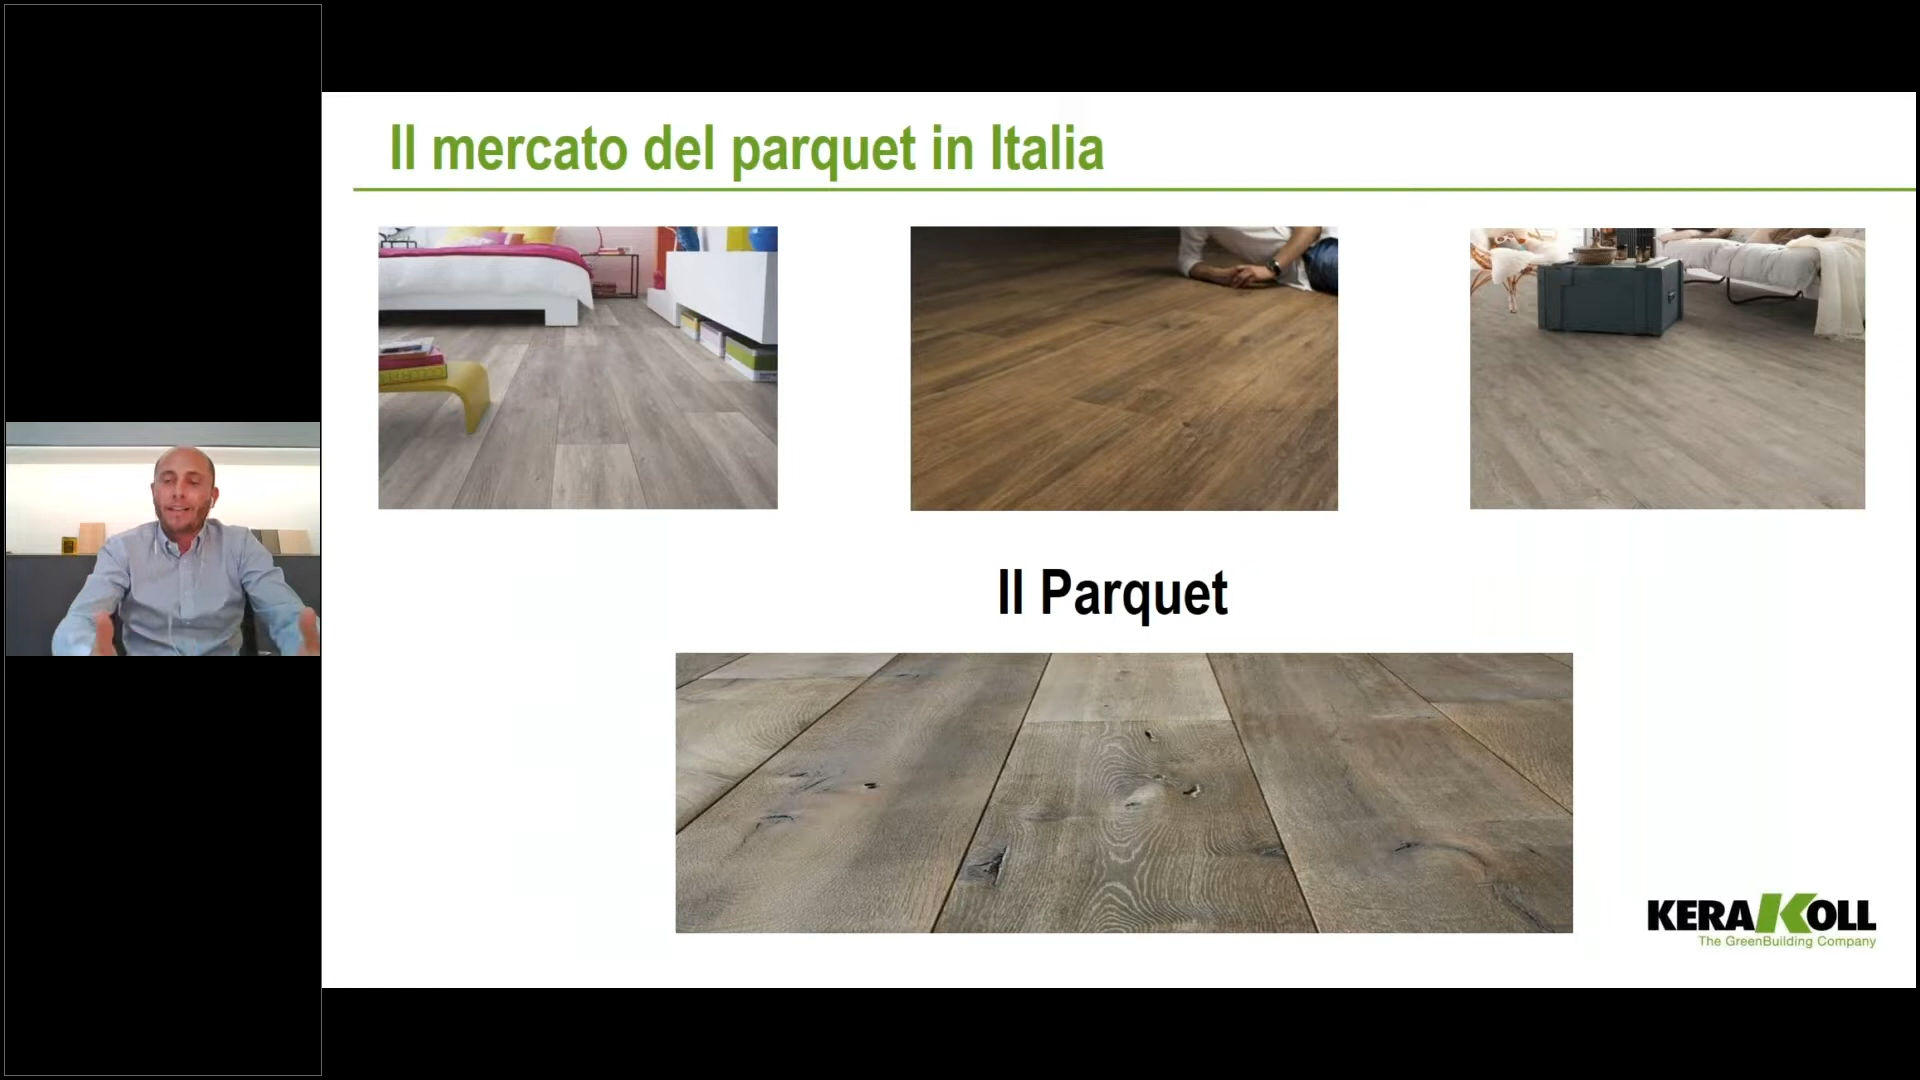 Il mercato del parquet in Italia
Il Parquet
KERAKOLL
The GreenBuilding Company